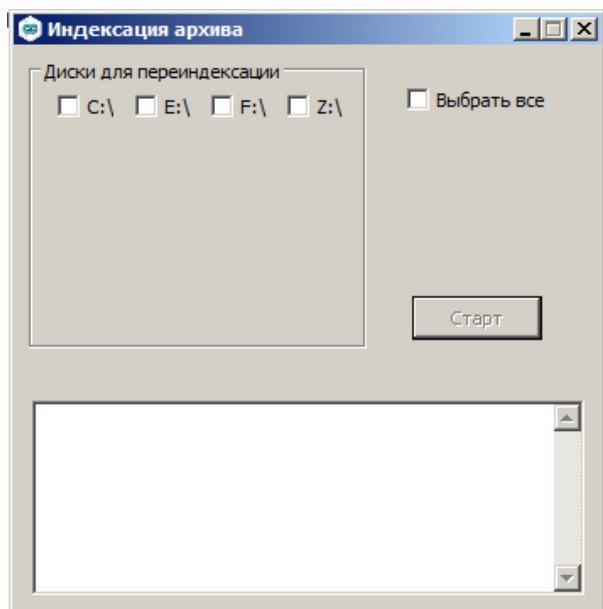 Индексация архива
Диски для переиндексации
C:\ E:\ F:\ Z:\
Выбрать все
Старт